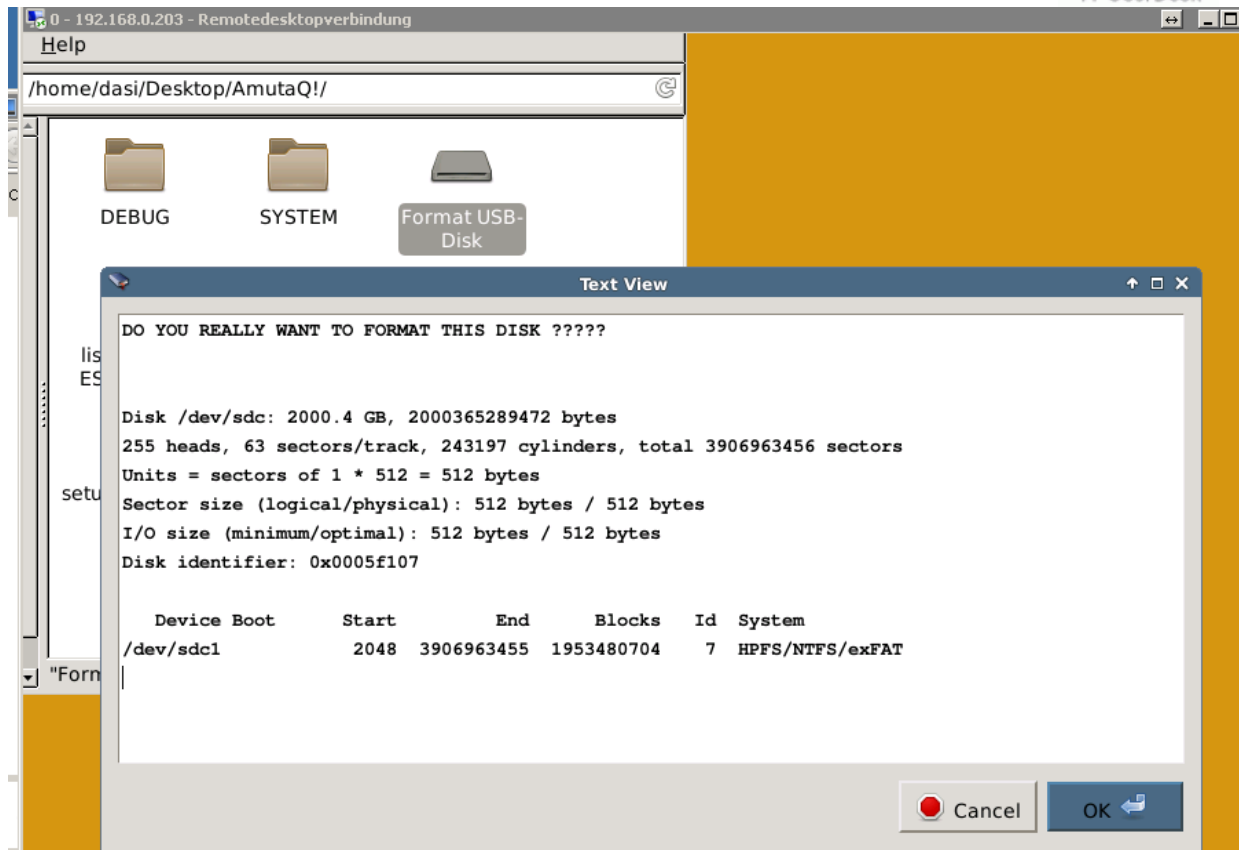 0 - 192.168.0.203 - Remotedesktopverbindung
Help
/home/dasi/Desktop/AmutaQ!/
DEBUG
SYSTEM
Format USB-
Disk
Text View
DO YOU REALLY WANT TO FORMAT THIS DISK ?????
lis
ES
Disk /dev/sdc: 2000.4 GB, 2000365289472 bytes
255 heads, 63 sectors/track, 243197 cylinders, total 3906963456 sectors
Units = sectors of 1 * 512 = 512 bytes
setu
Sector size (logical/physical): 512 bytes / 512 bytes
I/O size (minimum/optimal): 512 bytes / 512 bytes
Disk identifier: 0x0005f107
Device Boot Start End Blocks Id System
/dev/sdc1 2048 3906963455 1953480704 7 HPFS/NTFS/exFAT
"Form
Cancel
OK